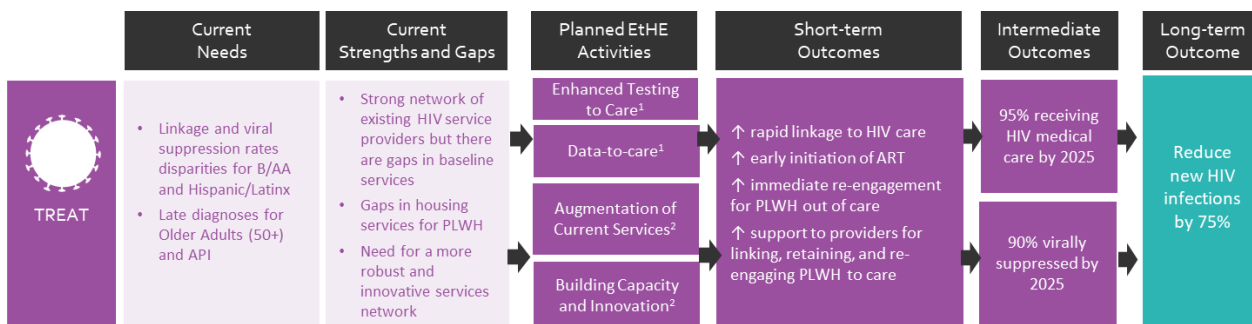 Current
Needs
Current
Strengths and Gaps
Planned EtHE
Activities
Short-term
Outcomes
Intermediate
Outcomes
Long-term
Outcome
TREAT
• Linkage and viral
suppression rates
disparities for B/AA
and Hispanic/Latinx
• Late diagnoses for
Older Adults (50+)
and API
• Strong network of
existing HIV service
providers but there
are gaps in baseline
services
• Gaps in housing
services for PLWH
• Need for a more
robust and
innovative services
network
Enhanced Testing
to Care¹
Data-to-care¹
Augmentation of
Current Services²
Building Capacity
and Innovation²
↑ rapid linkage to HIV care
↑ early initiation of ART
↑ immediate re-engagement
for PLWH out of care
↑ support to providers for
linking, retaining, and re-
engaging PLWH to care
95% receiving
HIV medical
care by 2025
90% virally
suppressed by
2025
Reduce
new HIV
infections
by 75%